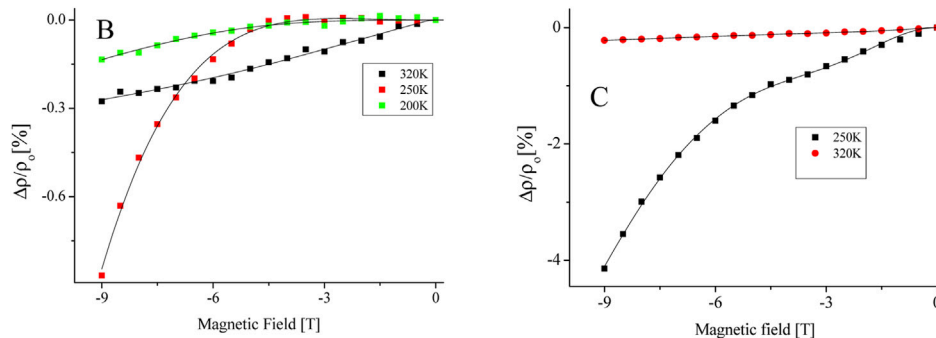 B
0.0
-0.3
-0.6
-9
-6
-3
0
Δρ/ρo[%]
Magnetic Field [T]
320K
250K
200K
C
0
-2
-4
-9
-6
-3
0
Δρ/ρo[%]
Magnetic field [T]
250K
320K